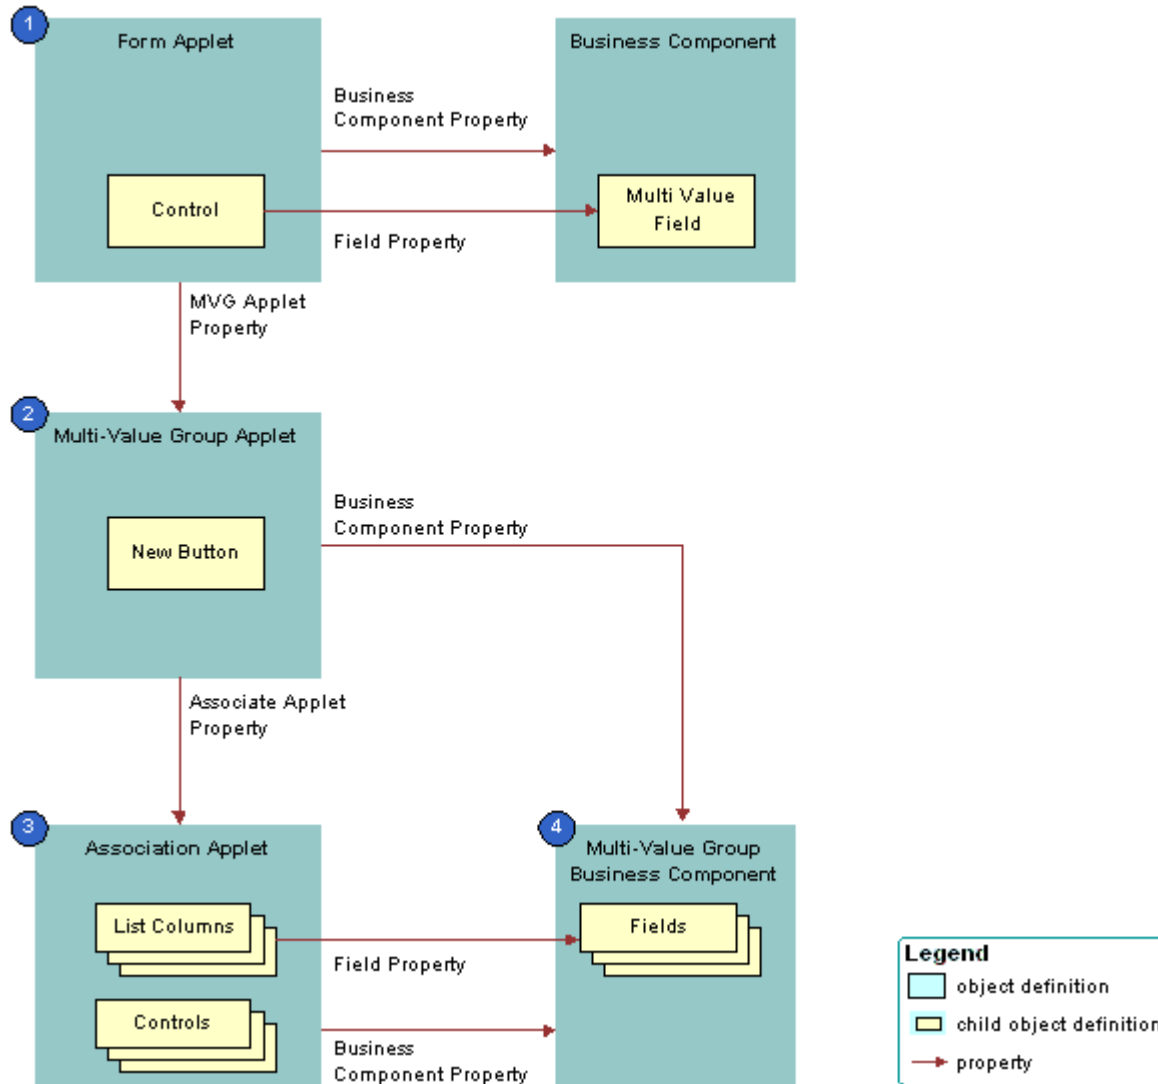 1
Form Applet
Business Component
Business
Component Property
Control
Multi Value
Field
Field Property
MVG Applet
Property
2
Multi-Value Group Applet
Business
Component Property
New Button
Associate Applet
Property
3
Association Applet
4
Multi-Value Group
Business Component
List Columns
Fields
Field Property
Controls
Business
Component Property
Legend
object definition
child object definition
property